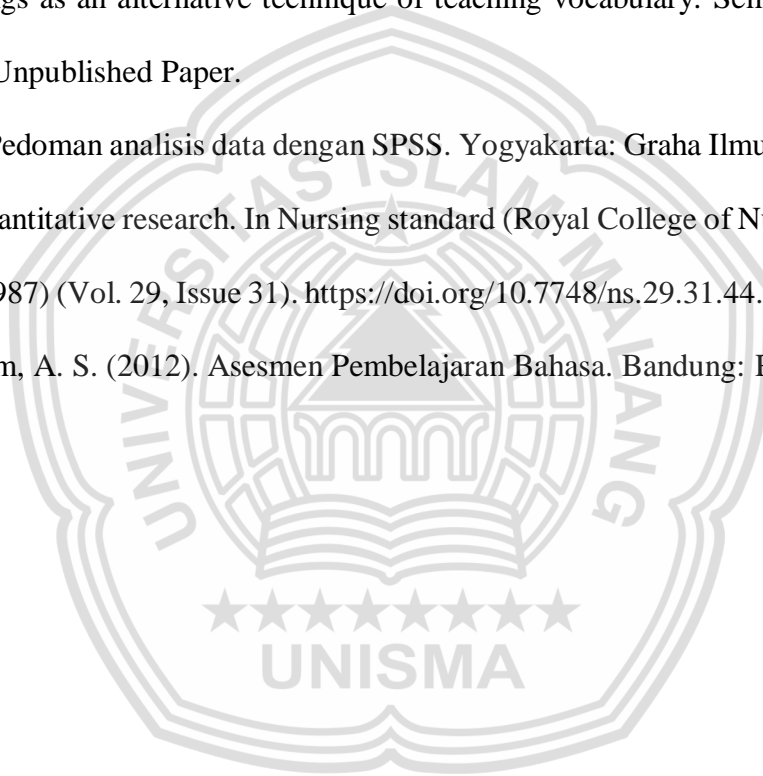 gs as an alternative technique of teaching vocabulary.
Unpublished Paper.
Pedoman analisis data dengan SPSS. Yogyakarta: Graha Ilmu
antitative research. In Nursing standard (Royal College of
987) (Vol. 29, Issue 31). https://doi.org/10.7748/ns.29.31.44.
m, A. S. (2012). Asesmen Pembelajaran Bahasa. Bandung:
UNIVERSITAS ISLAM MALANG
UNISMA